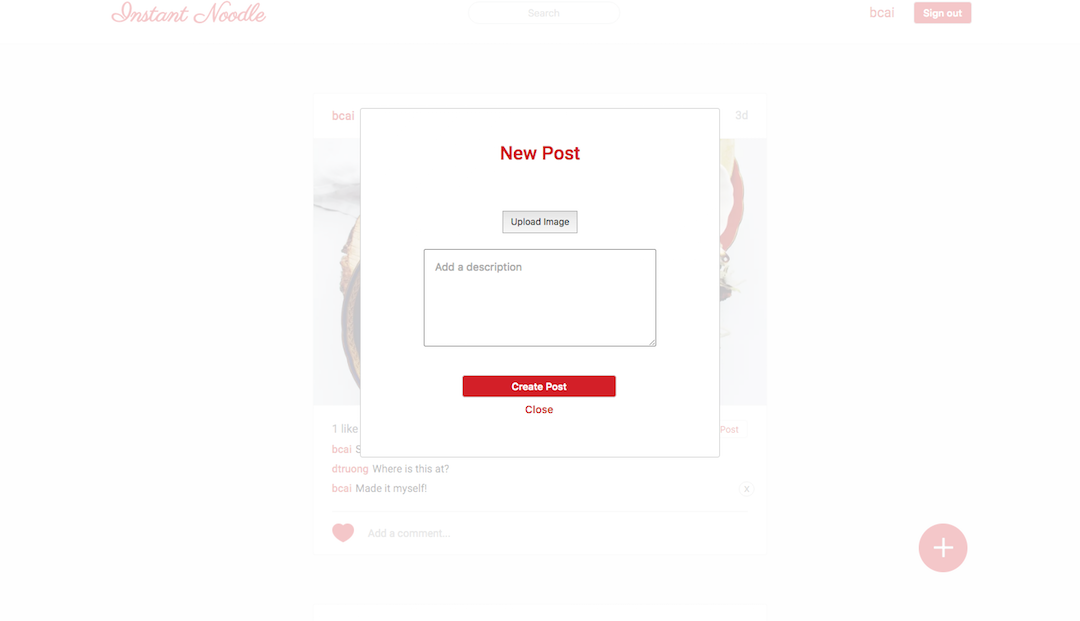 Instant Noodle
Search
bcai
Sign out
bcai
3d
New Post
Upload Image
Add a description
Create Post
Close
1 like
Post
bcai S
dtruong Where is this at?
bcai Made it myself!
x
Add a comment...